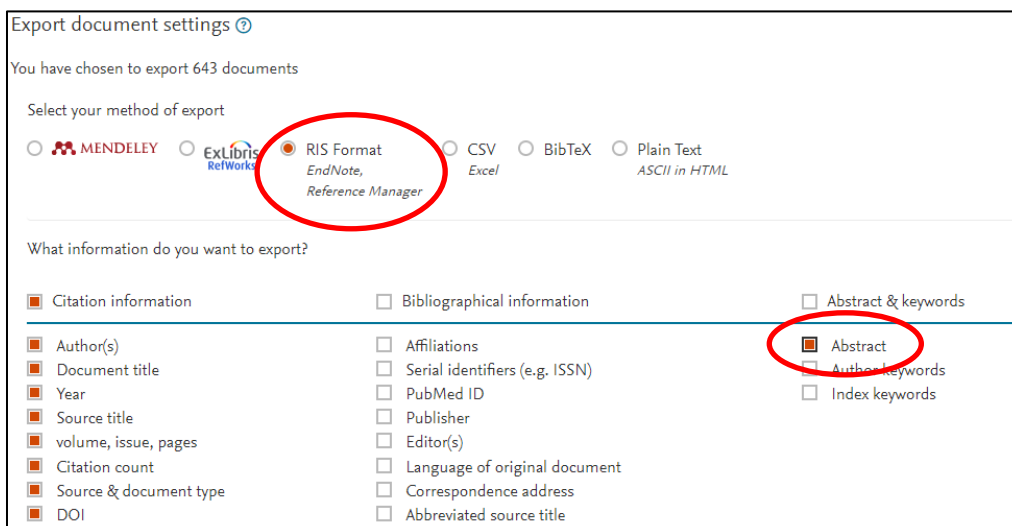 Export document settings ?
You have chosen to export 643 documents
Select your method of export
MENDELEY
ExLibris
RefWorks
RIS Format
EndNote,
Reference Manager
CSV
Excel
BibTeX
Plain Text
ASCII in HTML
What information do you want to export?
Citation information
Author(s)
Document title
Year
Source title
volume, issue, pages
Citation count
Source & document type
DOI
Bibliographical information
Affiliations
Serial identifiers (e.g. ISSN)
PubMed ID
Publisher
Editor(s)
Language of original document
Correspondence address
Abbreviated source title
Abstract & keywords
Abstract
Author keywords
Index keywords